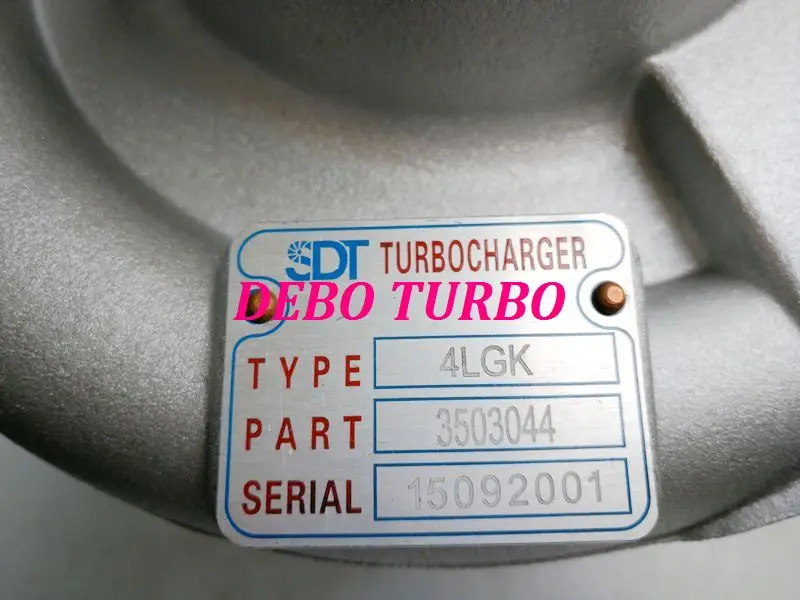 SDT TURBOCHARGER
DEBO TURBO
TYPE 4LGK
PART 3503044
SERIAL 15092001